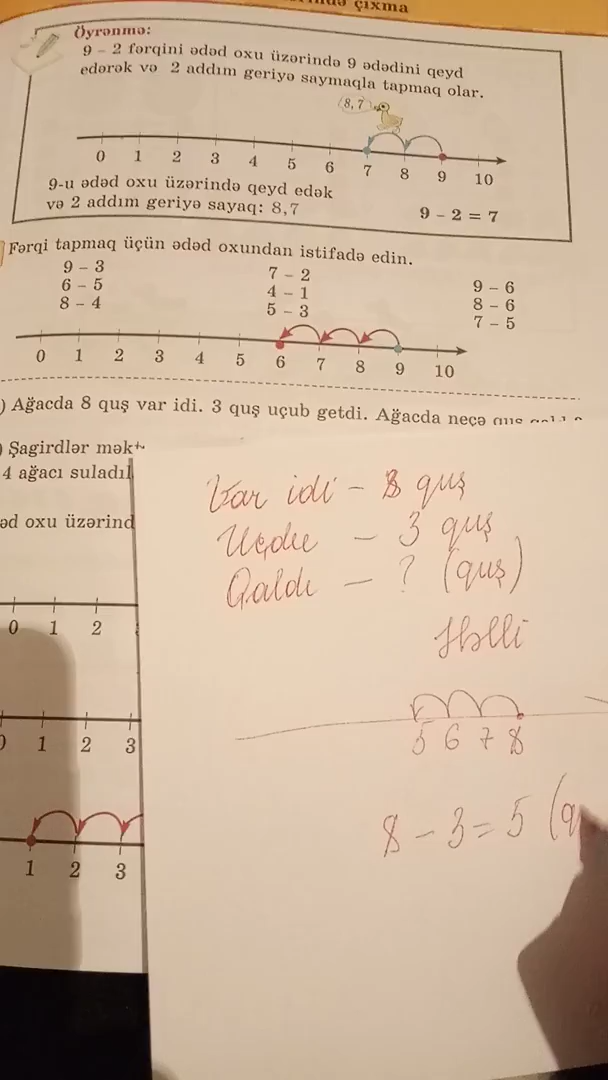 çıxma
Öyrənmə:
9 – 2 fərqini ədəd oxu üzərində 9 ədədini qeyd
edərək və 2 addım geriyə saymaqla tapmaq olar.
8, 7
0 1 2 3 4 5 6 7 8 9 10
9-u ədəd oxu üzərində qeyd edək
və 2 addım geriyə sayaq: 8,7
9 – 2 = 7
Fərqi tapmaq üçün ədəd oxundan istifadə edin.
9 – 3 7 – 2 9 – 6
6 – 5 4 – 1 8 – 6
8 – 4 5 – 3 7 – 5
0 1 2 3 4 5 6 7 8 9 10
) Ağacda 8 quş var idi. 3 quş uçub getdi. Ağacda neçə
) Şagirdlər
4 ağacı
oxu
0 1 2
1 2 3
1 2 3
Var idi – 8 quş
Uçdu – 3 quş
Qaldı – ? (quş)
Həlli
5 6 7 8
8 – 3 = 5